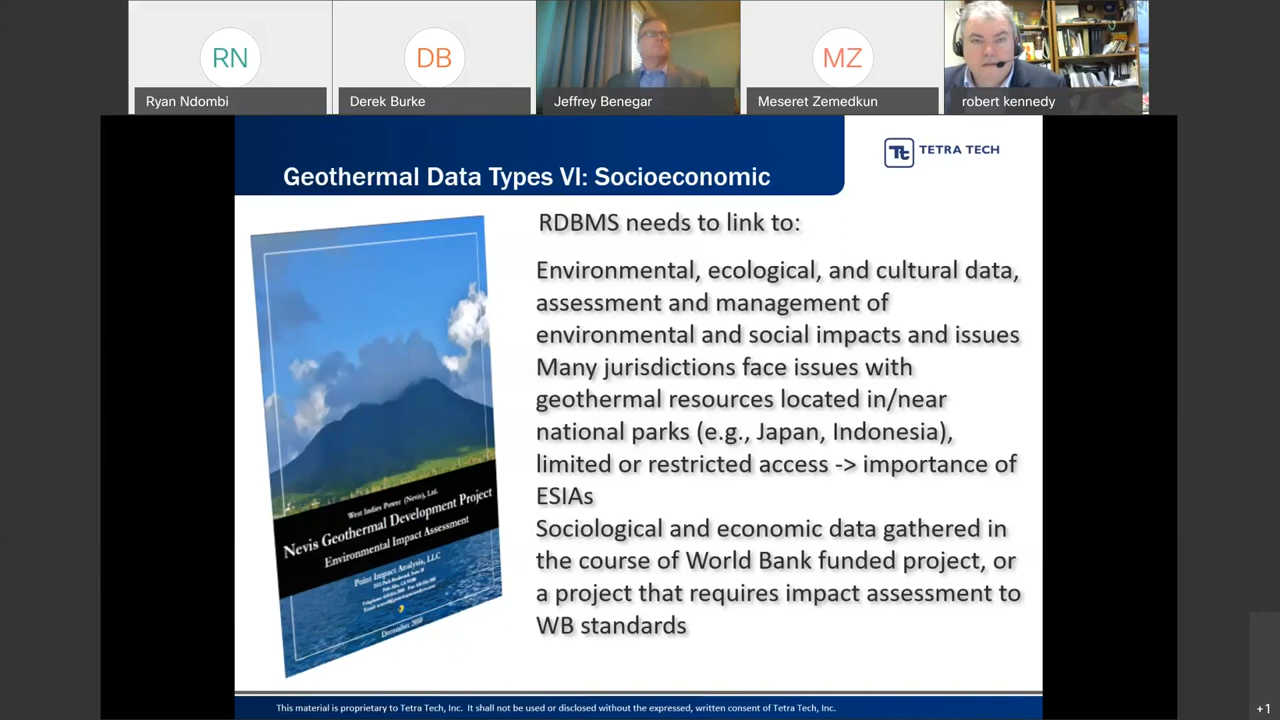 RN
DB
MZ
Ryan Ndombi
Derek Burke
Jeffrey Benegar
Meseret Zemedkun
robert kennedy
Tt TETRA TECH
Geothermal Data Types VI: Socioeconomic
RDBMS needs to link to:
Environmental, ecological, and cultural data,
assessment and management of
environmental and social impacts and issues
Many jurisdictions face issues with
geothermal resources located in/near
national parks (e.g., Japan, Indonesia),
limited or restricted access -> importance of
ESIAs
Sociological and economic data gathered in
the course of World Bank funded project, or
a project that requires impact assessment to
WB standards
West Indies Power (Nevis), Ltd.
Nevis Geothermal Development Project
Environmental Impact Assessment
Point Impact Analysis, LLC
This material is proprietary to Tetra Tech, Inc. It shall not be used or disclosed without the expressed, written consent of Tetra Tech, Inc.
+1